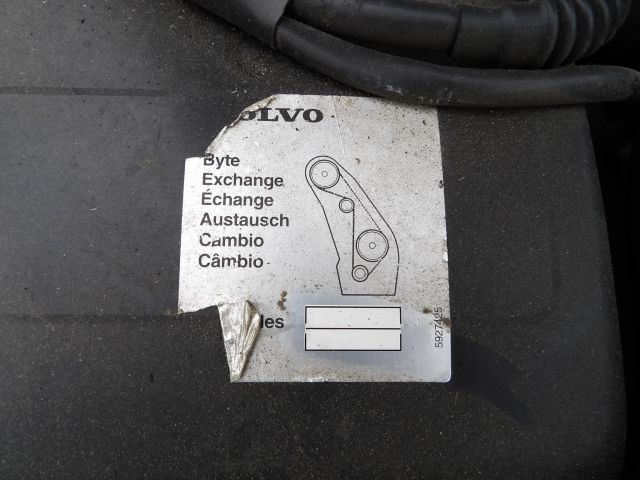 OLVO
Byte
Exchange
Échange
Austausch
Cambio
Câmbio
les
5927425